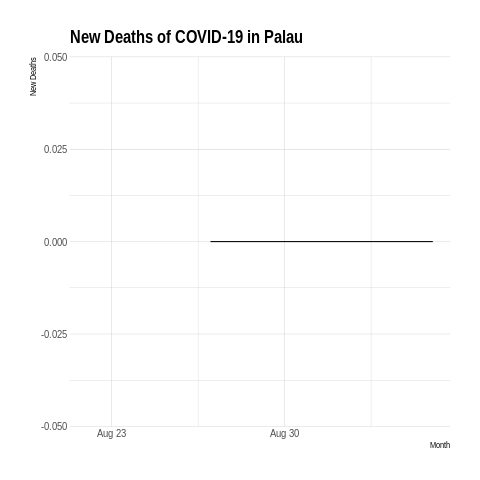 New Deaths of COVID-19 in Palau
New Deaths
0.050
0.025
0.000
-0.025
-0.050
Aug 23
Aug 30
Month